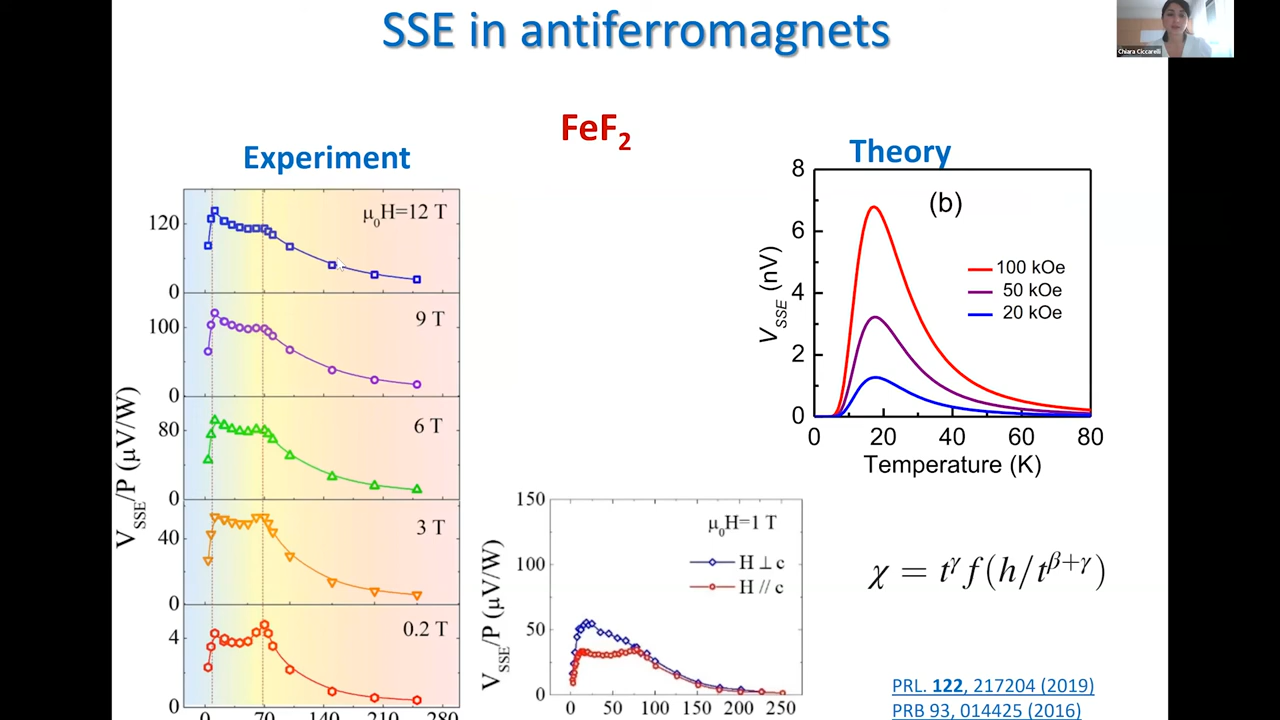 SSE in antiferromagnets
Chiara Ciccarelli
FeF₂
Experiment
Theory
V_SSE/P (μV/W)
μ₀H=12 T
120
0
9 T
100
0
6 T
80
0
3 T
40
0
0.2 T
4
0
0 70 140 210 280
(b)
V_SSE (nV)
8
6
4
2
0
100 kOe
50 kOe
20 kOe
0 20 40 60 80
Temperature (K)
V_SSE/P (μV/W)
150
100
50
0
μ₀H=1 T
H ⊥ c
H // c
0 50 100 150 200 250
χ = t^γ f(h/t^{β+γ})
PRL. 122, 217204 (2019)
PRB 93, 014425 (2016)